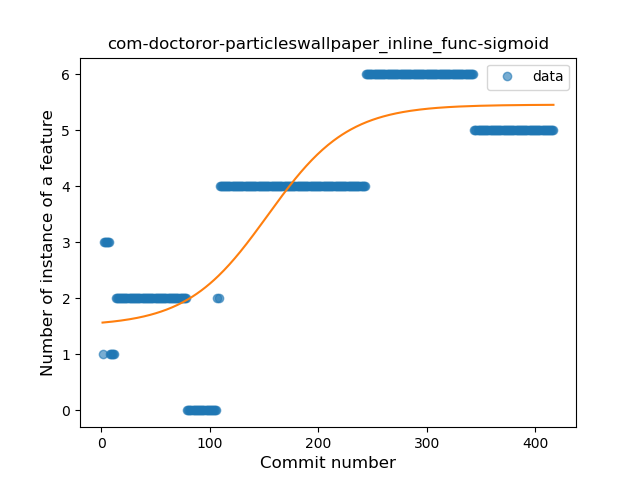 com-doctoror-particleswallpaper_inline_func-sigmoid
data
Number of instance of a feature
6
5
4
3
2
1
0
0 100 200 300 400
Commit number